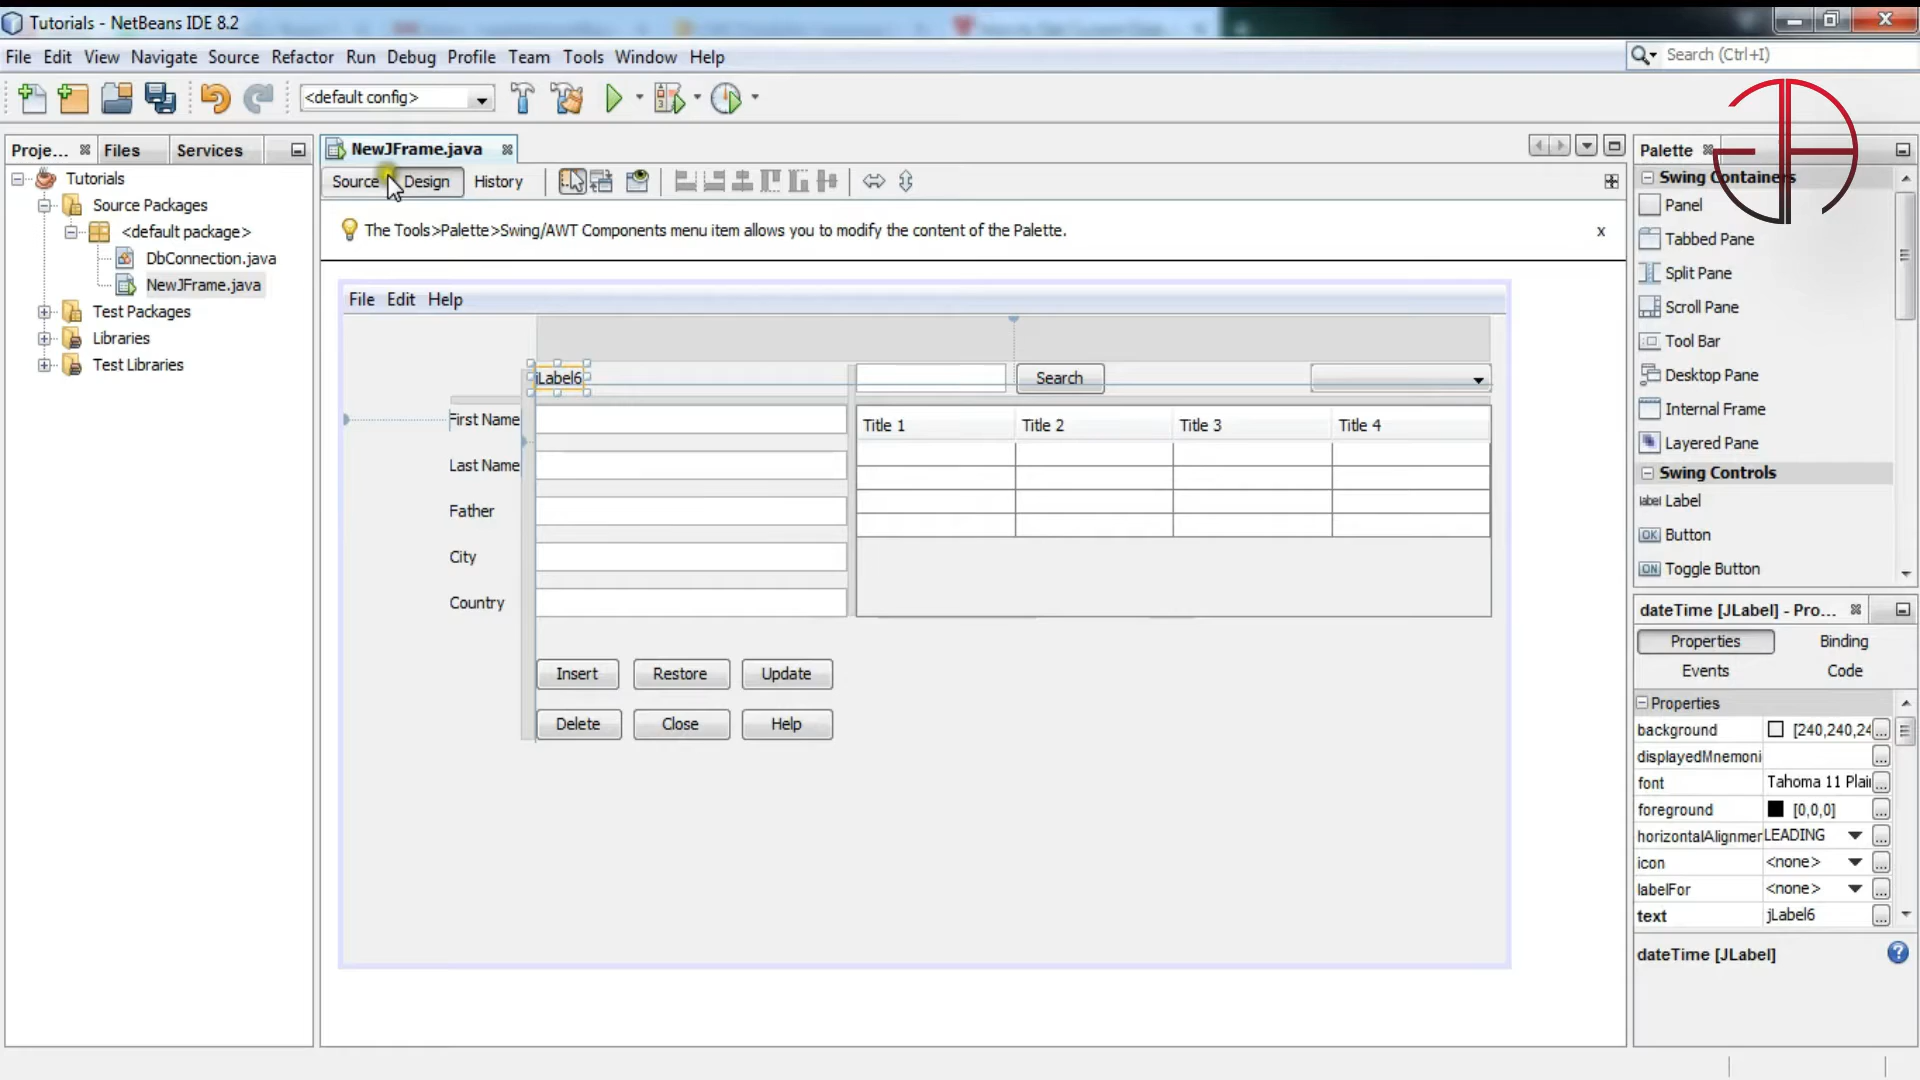 Tutorials - NetBeans IDE 8.2
File Edit View Navigate Source Refactor Run Debug Profile Team Tools Window Help
Search (Ctrl+I)
<default config>
Proje... Files Services
NewJFrame.java
Palette
Source Design History
The Tools>Palette>Swing/AWT Components menu item allows you to modify the content of the Palette.
x
Tutorials
Source Packages
<default package>
DbConnection.java
NewJFrame.java
Test Packages
Libraries
Test Libraries
File Edit Help
jLabel6
Search
First Name
Last Name
Father
City
Country
Title 1 Title 2 Title 3 Title 4
Insert Restore Update
Delete Close Help
Swing Containers
Panel
Tabbed Pane
Split Pane
Scroll Pane
Tool Bar
Desktop Pane
Internal Frame
Layered Pane
Swing Controls
label Label
OK Button
ON Toggle Button
dateTime [JLabel] - Pro...
Properties Binding
Events Code
Properties
background [240,240,24 ...
displayedMnemoni ...
font Tahoma 11 Plai ...
foreground [0,0,0] ...
horizontalAlignmer LEADING ...
icon <none> ...
labelFor <none> ...
text jLabel6 ...
dateTime [JLabel]
?